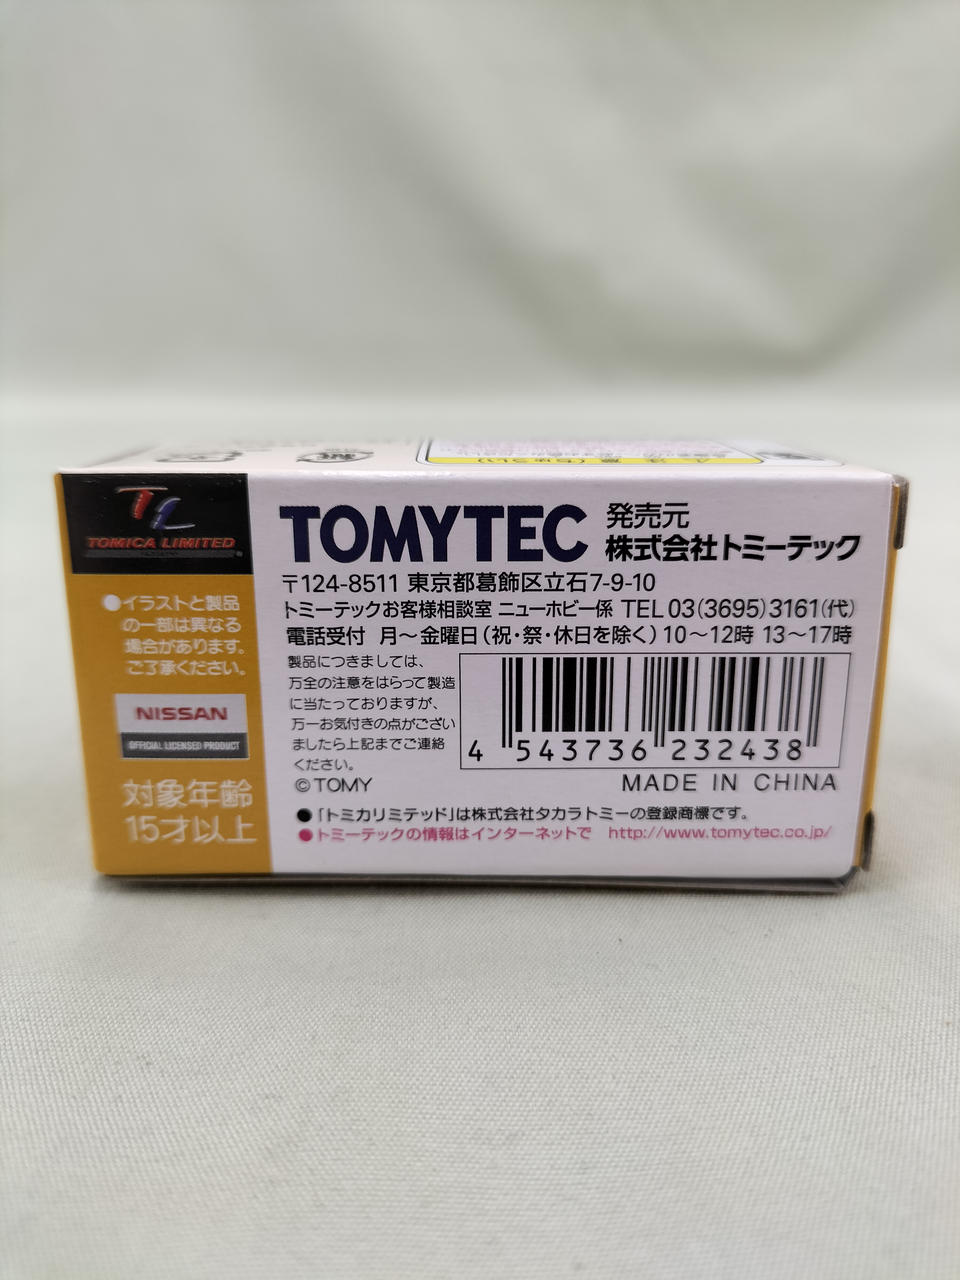 注意(ちゅうい)
紙
TL
TOMICA LIMITED
●イラストと製品
の一部は異なる
場合があります。
ご了承ください。
NISSAN
OFFICIAL LICENSED PRODUCT
対象年齢
15才以上
TOMYTEC
発売元
株式会社トミーテック
〒124-8511 東京都葛飾区立石7-9-10
トミーテックお客様相談室 ニューホビー係 TEL 03(3695)3161(代)
電話受付 月～金曜日(祝・祭・休日を除く)10～12時 13～17時
製品につきましては、
万全の注意をはらって製造
に当たっておりますが、
万一お気付きの点がござい
ましたら上記までご連絡
ください。
4 543736 232438
©TOMY
MADE IN CHINA
●「トミカリミテッド」は株式会社タカラトミーの登録商標です。
●トミーテックの情報はインターネットで http://www.tomytec.co.jp/